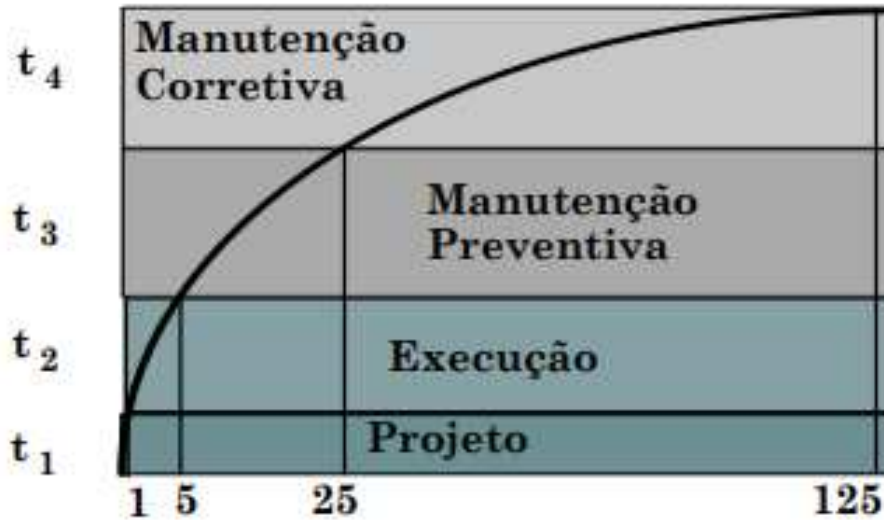 t 4
Manutenção
Corretiva
t 3
Manutenção
Preventiva
t 2
Execução
t 1
Projeto
1 5 25 125